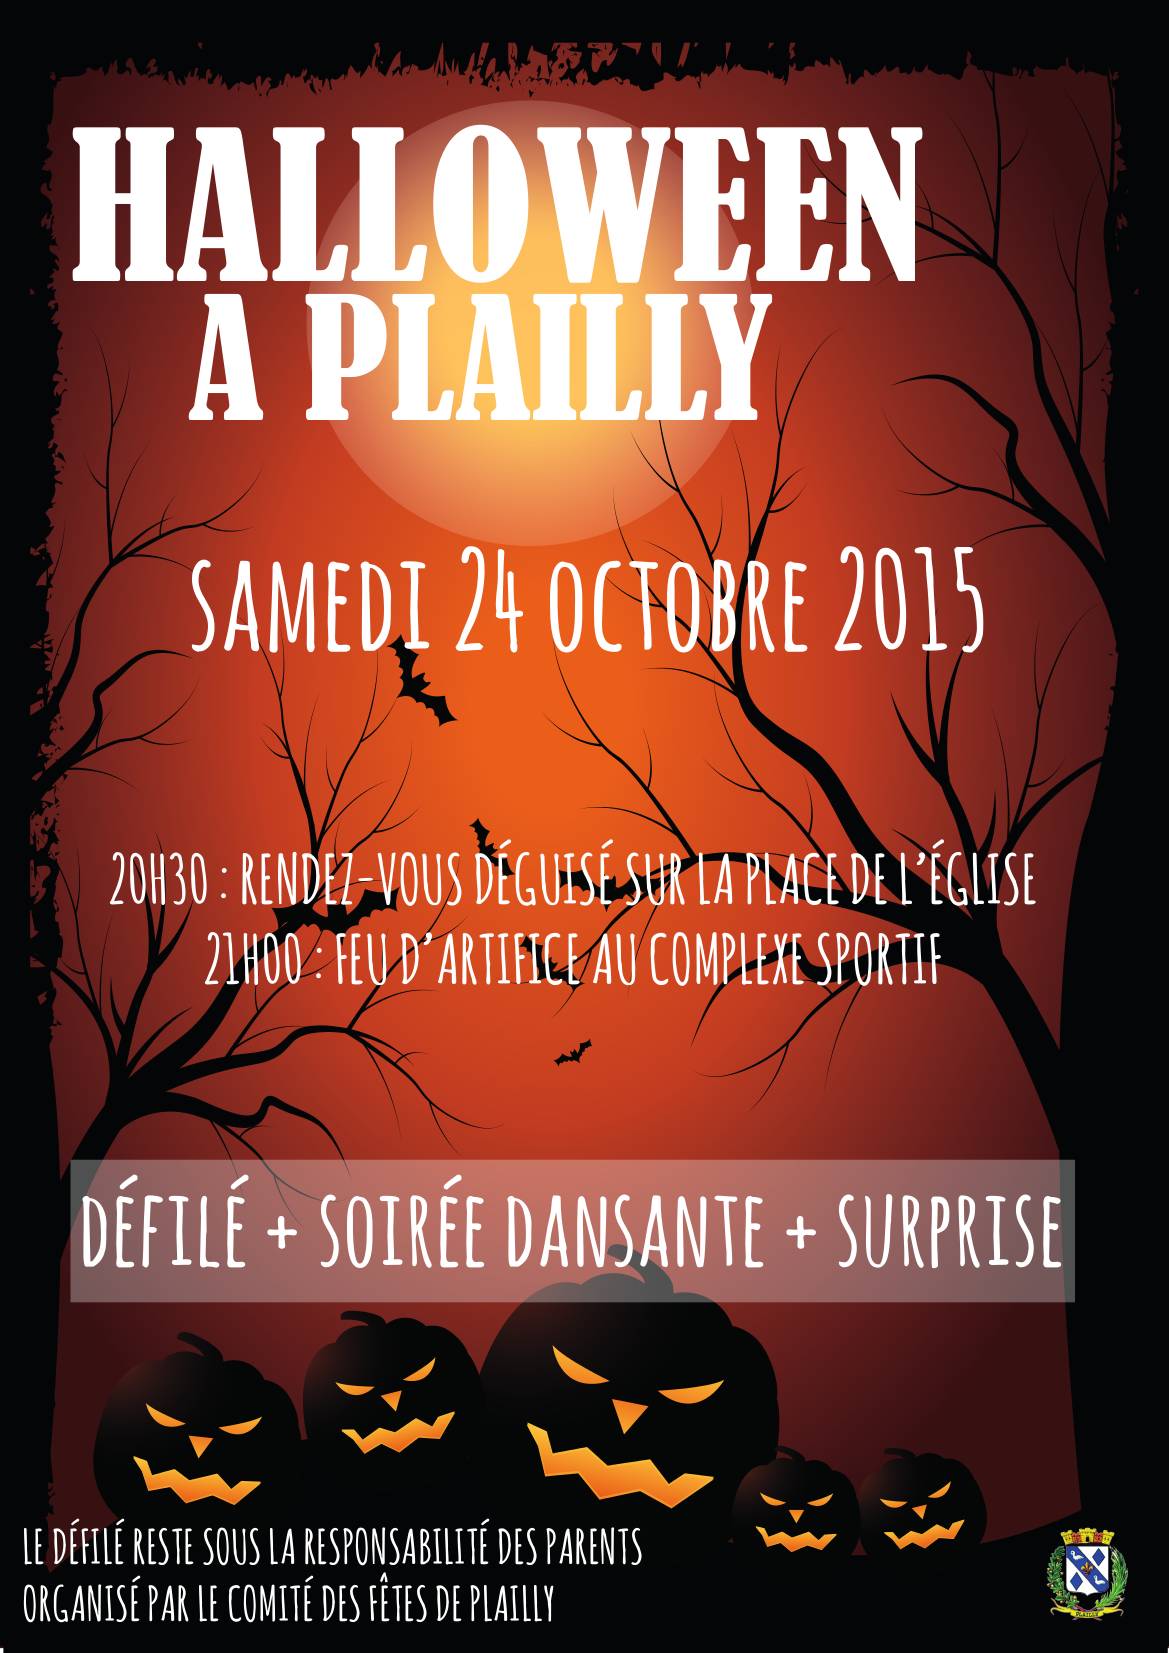 HALLOWEEN
A PLAILLY
SAMEDI 24 OCTOBRE 2015
20H30 : RENDEZ-VOUS DÉGUISÉ SUR LA PLACE DE L'ÉGLISE
21H00 : FEU D'ARTIFICE AU COMPLEXE SPORTIF
DÉFILÉ + SOIRÉE DANSANTE + SURPRISE
LE DÉFILÉ RESTE SOUS LA RESPONSABILITÉ DES PARENTS
ORGANISÉ PAR LE COMITÉ DES FÊTES DE PLAILLY
PLAILLY